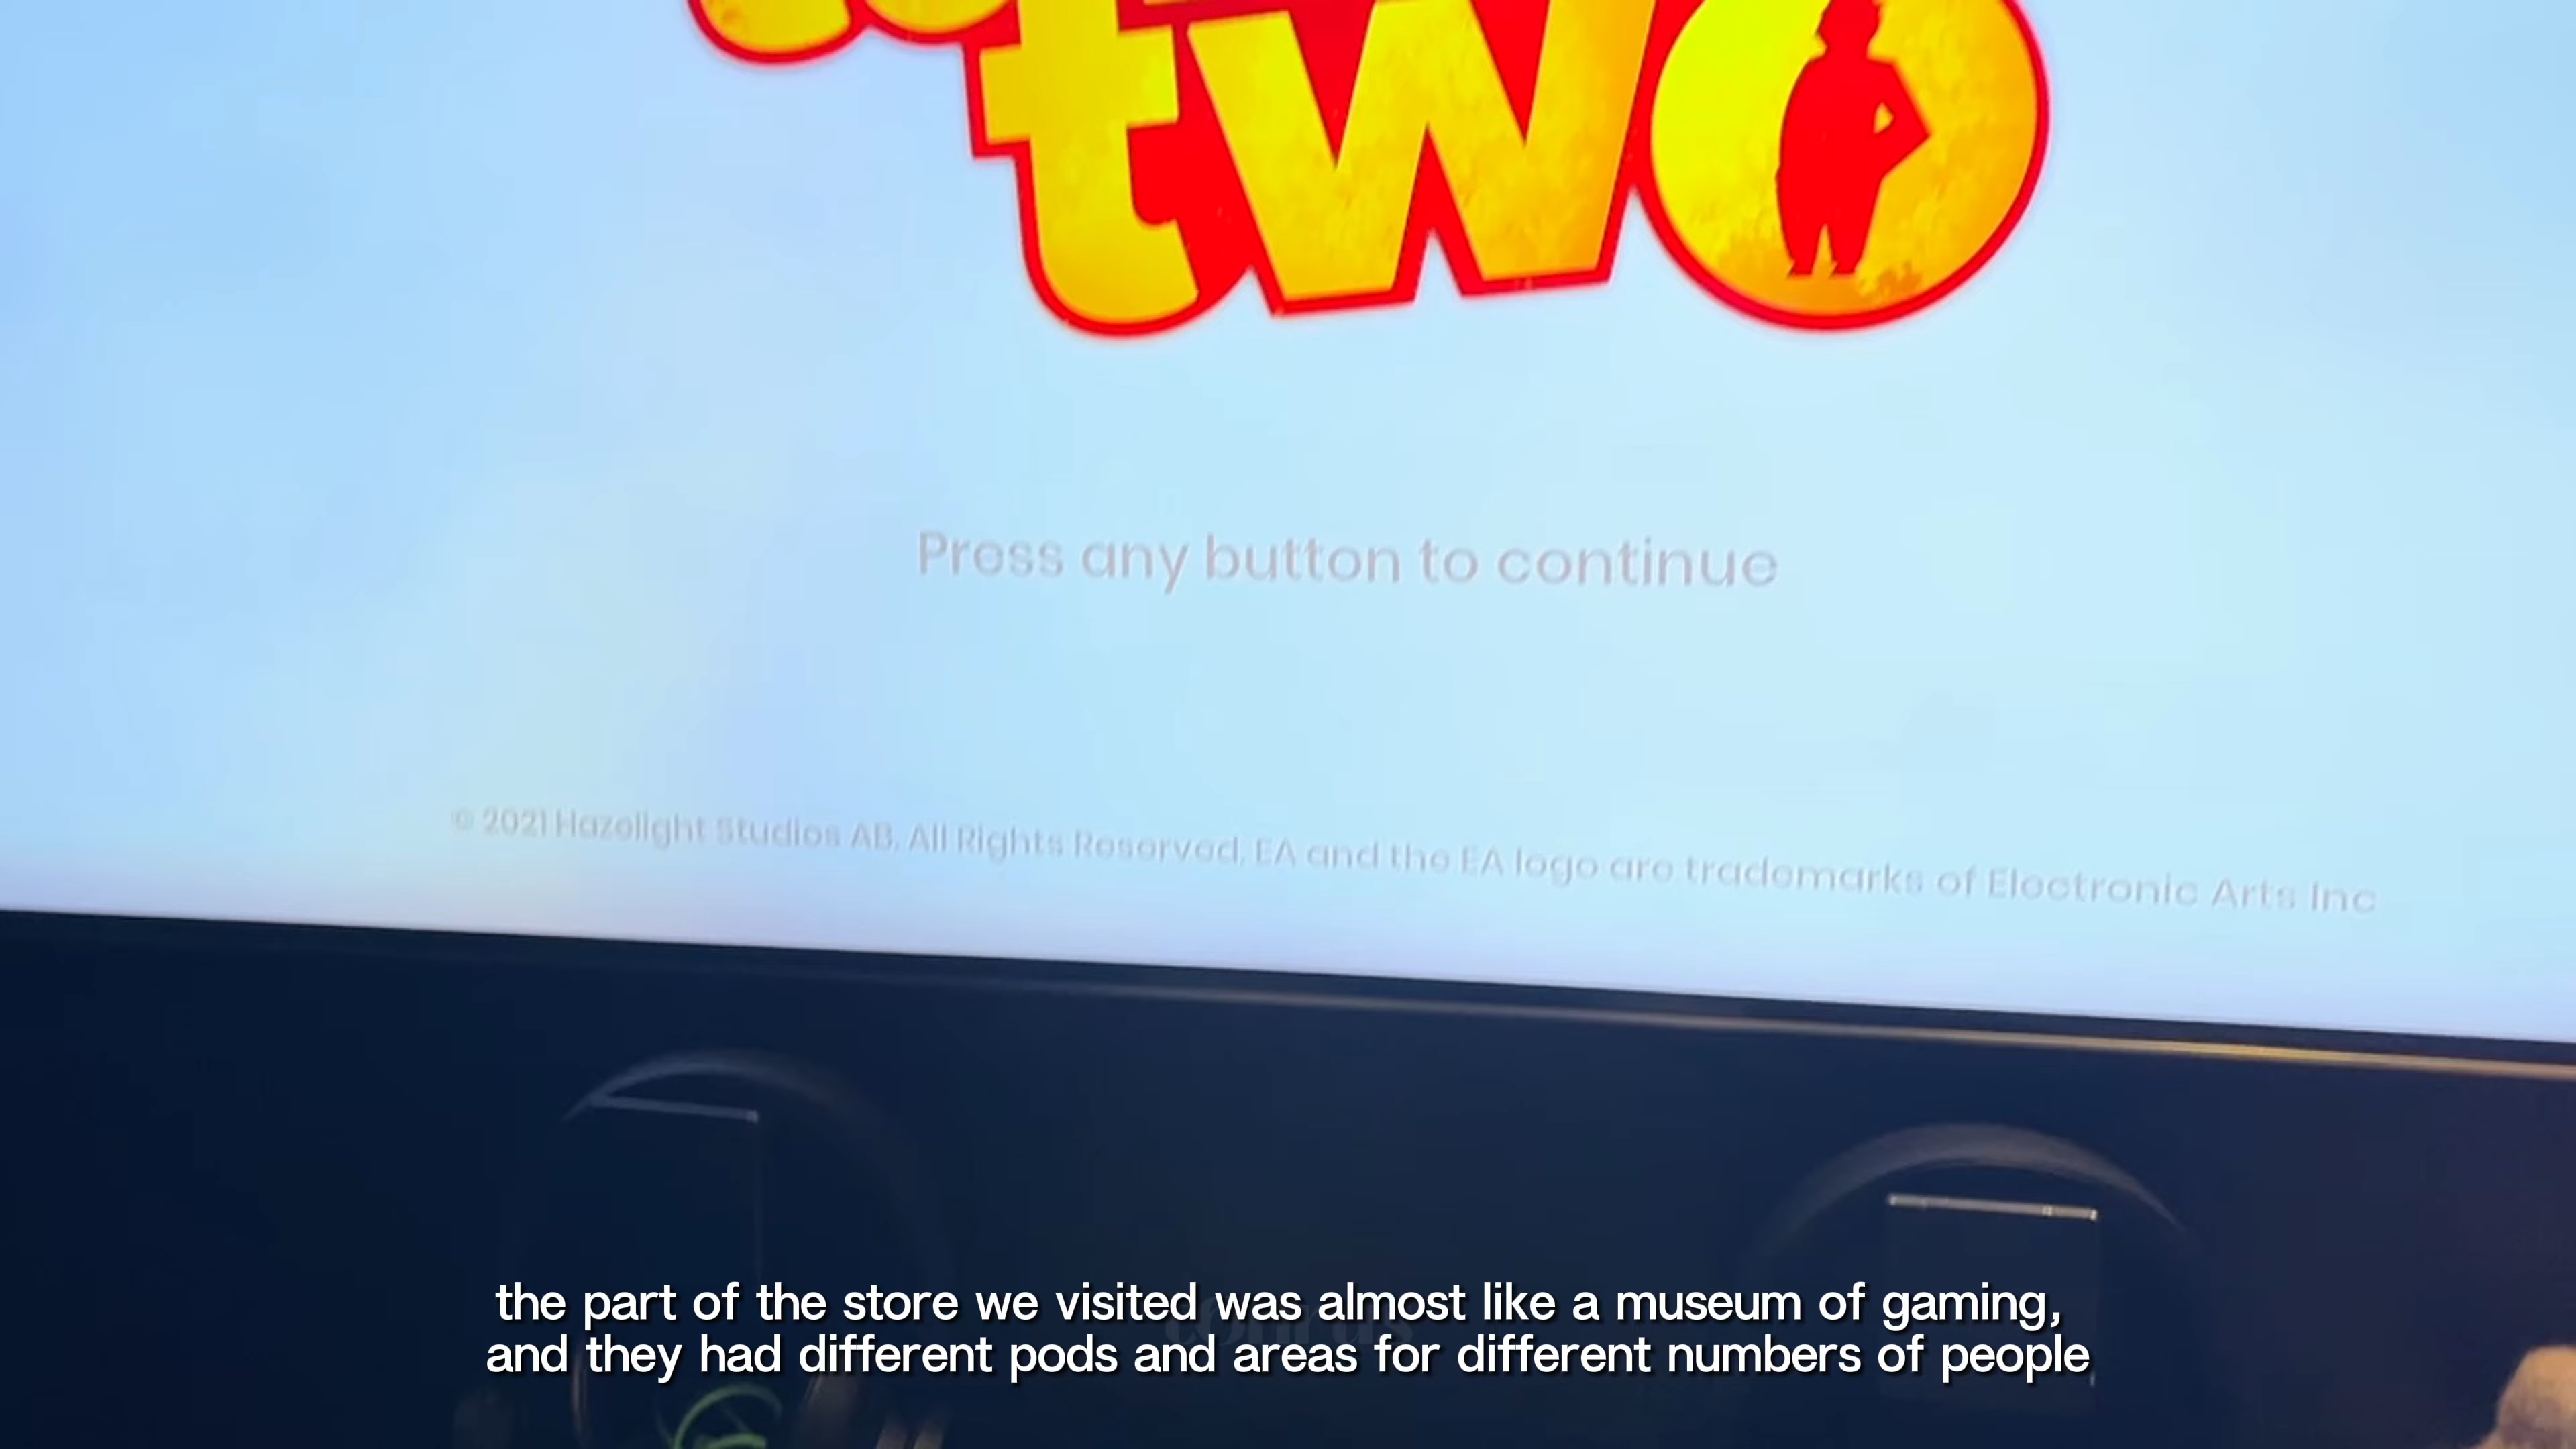 two
Press any button to continue
© 2021 Hazelight Studios AB. All Rights Reserved. EA and the EA logo are trademarks of Electronic Arts Inc
the part of the store we visited was almost like a museum of gaming,
and they had different pods and areas for different numbers of people